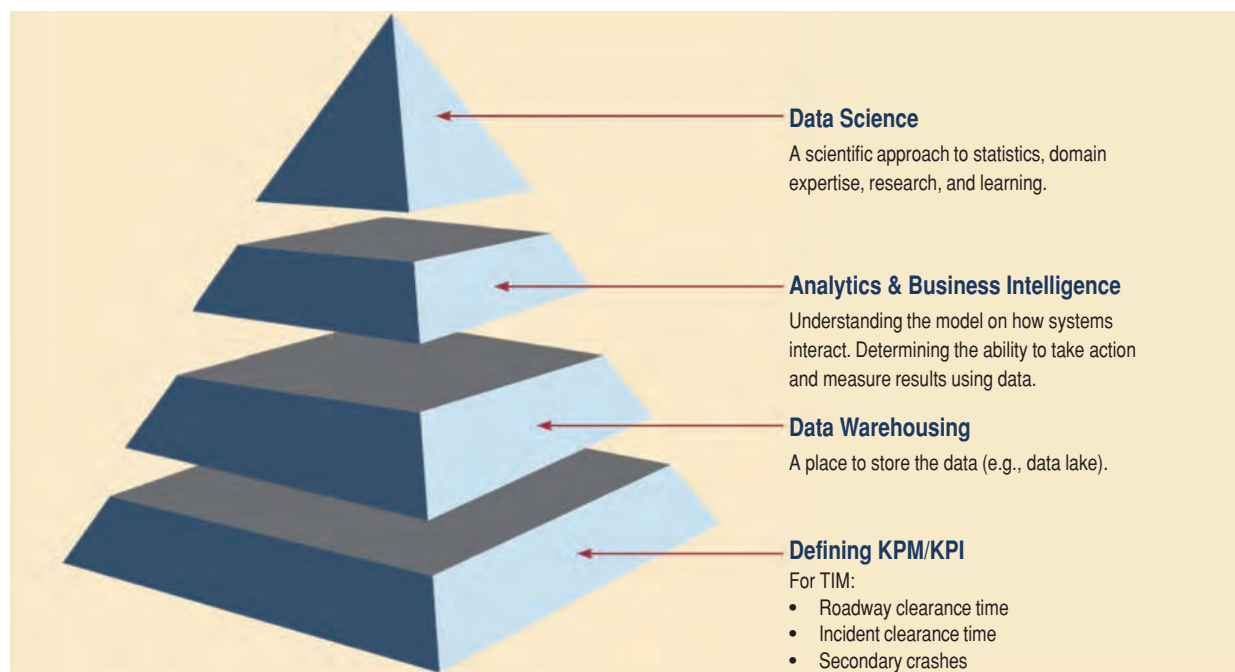 Data Science
A scientific approach to statistics, domain
expertise, research, and learning.
Analytics & Business Intelligence
Understanding the model on how systems
interact. Determining the ability to take action
and measure results using data.
Data Warehousing
A place to store the data (e.g., data lake).
Defining KPM/KPI
For TIM:
• Roadway clearance time
• Incident clearance time
• Secondary crashes